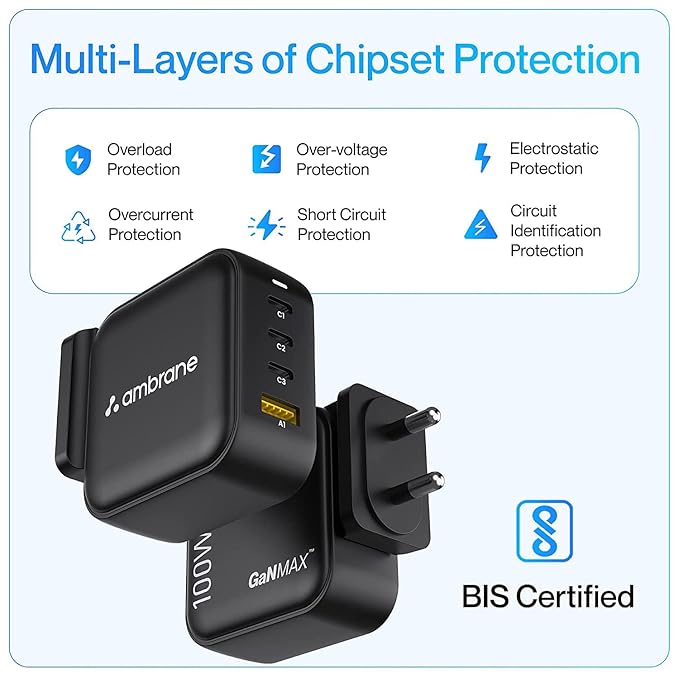 Multi-Layers of Chipset Protection
Overload
Protection
Over-voltage
Protection
Electrostatic
Protection
Overcurrent
Protection
Short Circuit
Protection
Circuit
Identification
Protection
C1
C2
C3
A1
ambrane
100W
GaNMAX™
BIS Certified